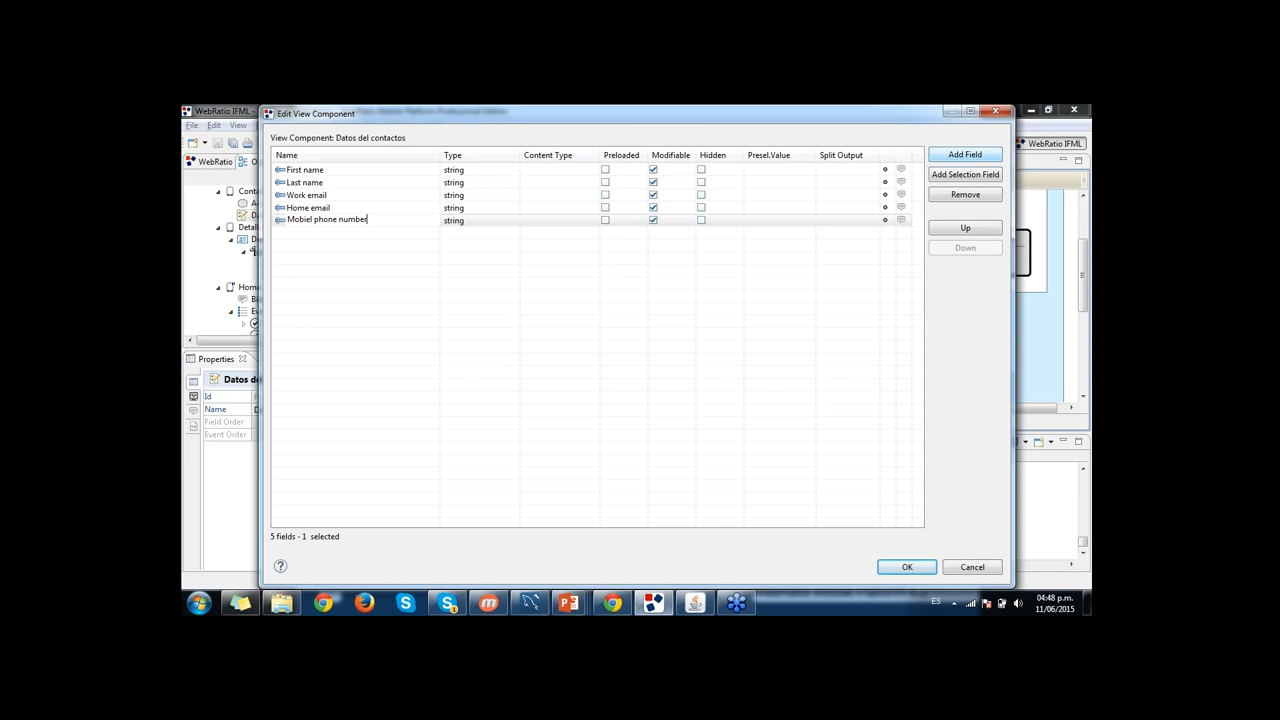 WebRatio IFML -
Edit View Component
File Edit View
View Component: Datos del contactos
Name Type Content Type Preloaded Modifiable Hidden Presel.Value Split Output
First name string
Last name string
Work email string
Home email string
Mobiel phone number string
Add Field
Add Selection Field
Remove
Up
Down
WebRatio
WebRatio IFML
Conta
Detall
Hom
Properties
Datos de
Id
Name
Field Order
Event Order
5 fields - 1 selected
OK Cancel
ES
04:48 p.m.
11/06/2015